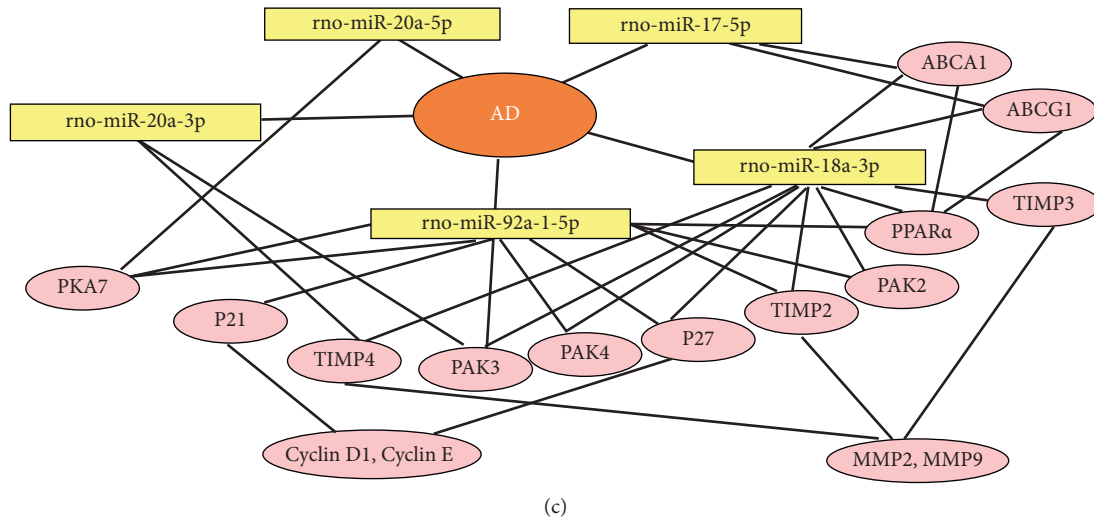 rno-miR-20a-5p
rno-miR-17-5p
ABCA1
AD
ABCG1
rno-miR-20a-3p
rno-miR-18a-3p
TIMP3
rno-miR-92a-1-5p
PPARα
PKA7
PAK2
P21
TIMP2
TIMP4
PAK3
PAK4
P27
Cyclin D1, Cyclin E
MMP2, MMP9
(c)